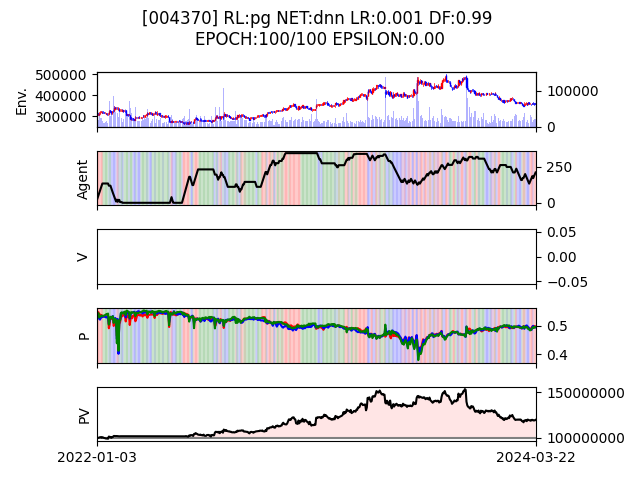 [004370] RL:pg NET:dnn LR:0.001 DF:0.99
EPOCH:100/100 EPSILON:0.00
Env.
500000
400000
300000
100000
0
Agent
250
0
V
0.05
0.00
−0.05
P
0.5
0.4
PV
150000000
100000000
2022-01-03
2024-03-22